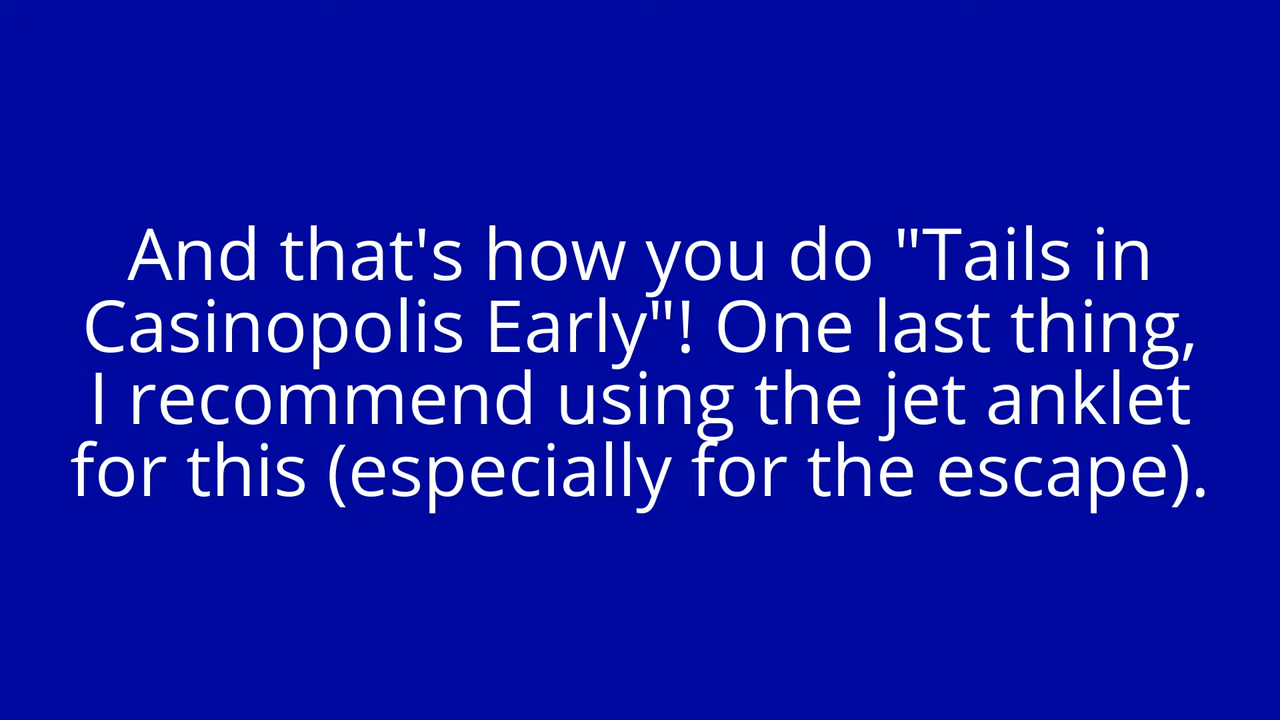 And that's how you do "Tails in
Casinopolis Early"! One last thing,
I recommend using the jet anklet
for this (especially for the escape).